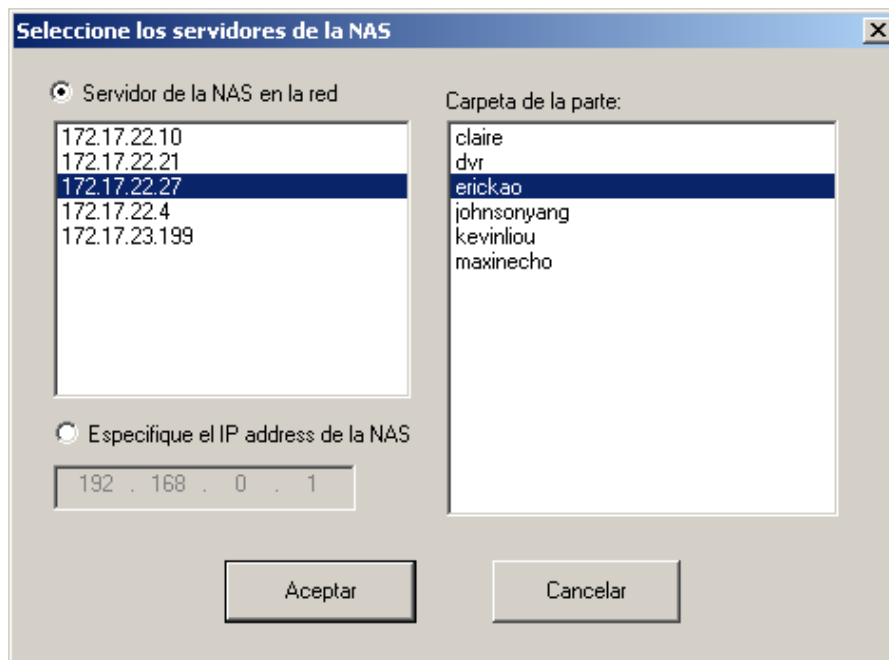 Seleccione los servidores de la NAS
Servidor de la NAS en la red
172.17.22.10
172.17.22.21
172.17.22.27
172.17.22.4
172.17.23.199
Especifique el IP address de la NAS
192 . 168 . 0 . 1
Carpeta de la parte:
claire
dvr
erickao
johnsonyang
kevinliou
maxinecho
Aceptar
Cancelar